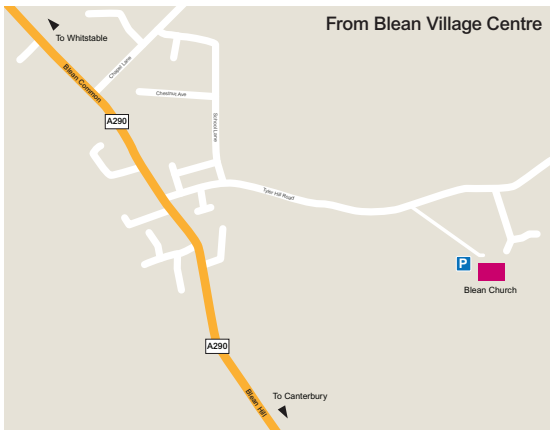 From Blean Village Centre
To Whitstable
Chapel Lane
Blean Common
Chestnut Ave
A290
School Lane
Tyler Hill Road
P
Blean Church
A290
To Canterbury
Blean Hill